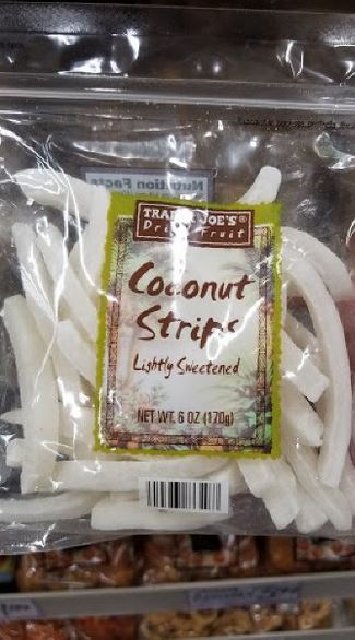 Nutrition Facts
TRADER JOE'S®
Dried Fruit
Coconut
Strips
Lightly Sweetened
NET WT. 6 OZ (170g)